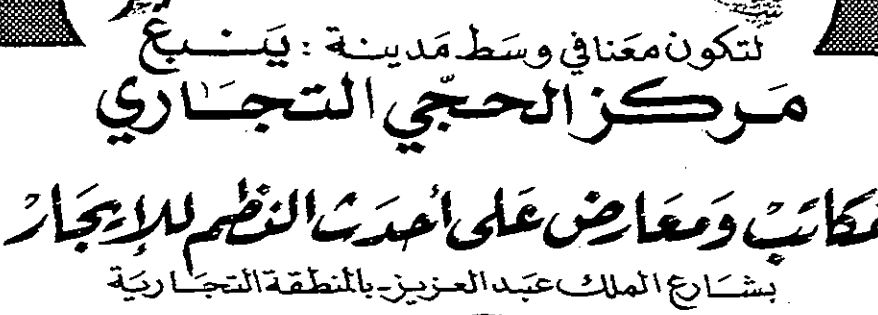 لتكون معنا في وسط مدينة : ينبع
مركز الحجي التجاري
مكاتب ومعارض على أحدث النظم للإيجار
بشارع الملك عبد العزيز - بالمنطقة التجارية